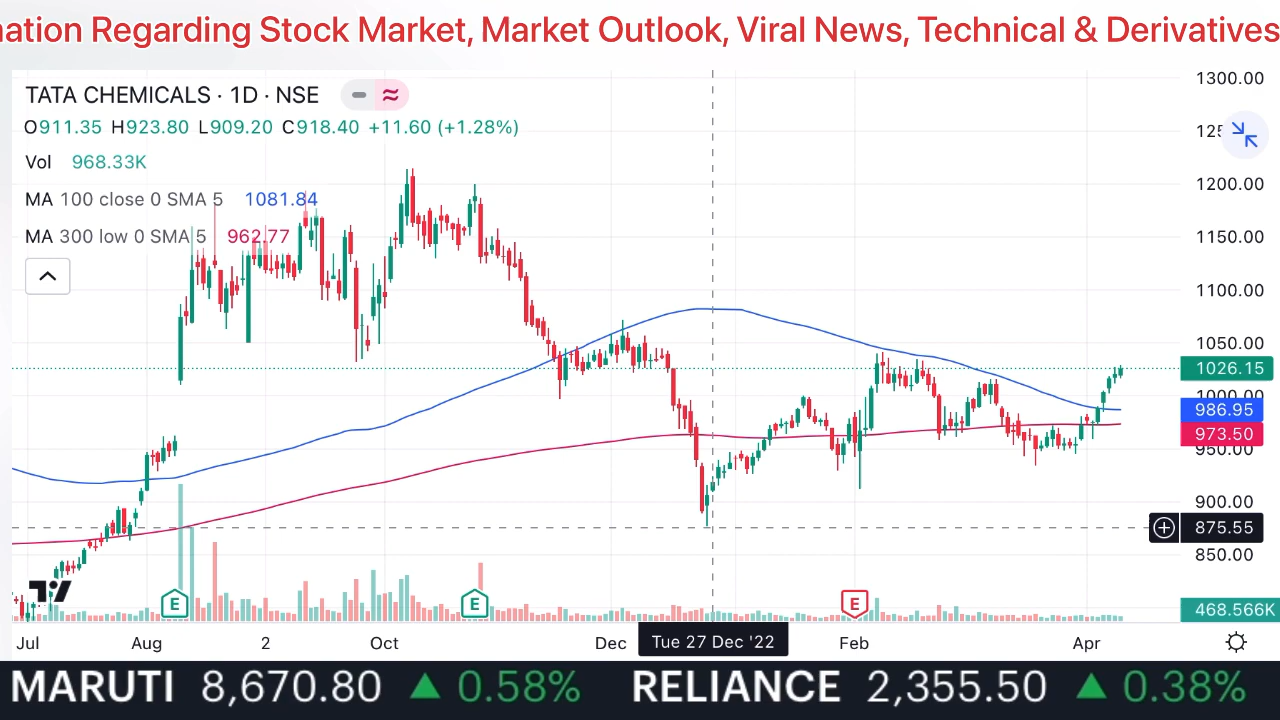 nation Regarding Stock Market, Market Outlook, Viral News, Technical & Derivatives
TATA CHEMICALS · 1D · NSE
O911.35 H923.80 L909.20 C918.40 +11.60 (+1.28%)
Vol 968.33K
MA 100 close 0 SMA 5 1081.84
MA 300 low 0 SMA 5 962.77
1300.00
125
1200.00
1150.00
1100.00
1050.00
1026.15
1000.00
986.95
973.50
950.00
900.00
875.55
850.00
468.566K
E
E
E
Jul Aug 2 Oct Dec Tue 27 Dec '22 Feb Apr
MARUTI 8,670.80 ▲ 0.58% RELIANCE 2,355.50 ▲ 0.38%